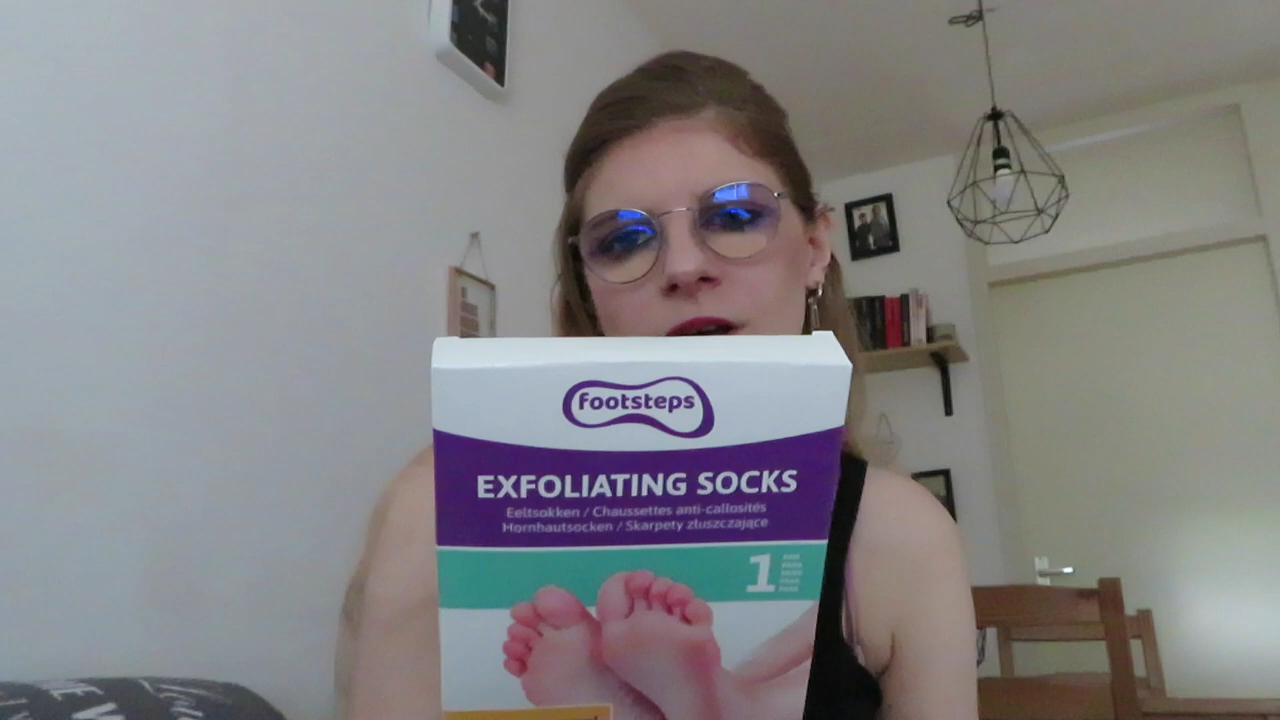 footsteps
EXFOLIATING SOCKS
Eeltsokken / Chaussettes anti-callosités
Hornhautsocken / Skarpety złuszczające
1